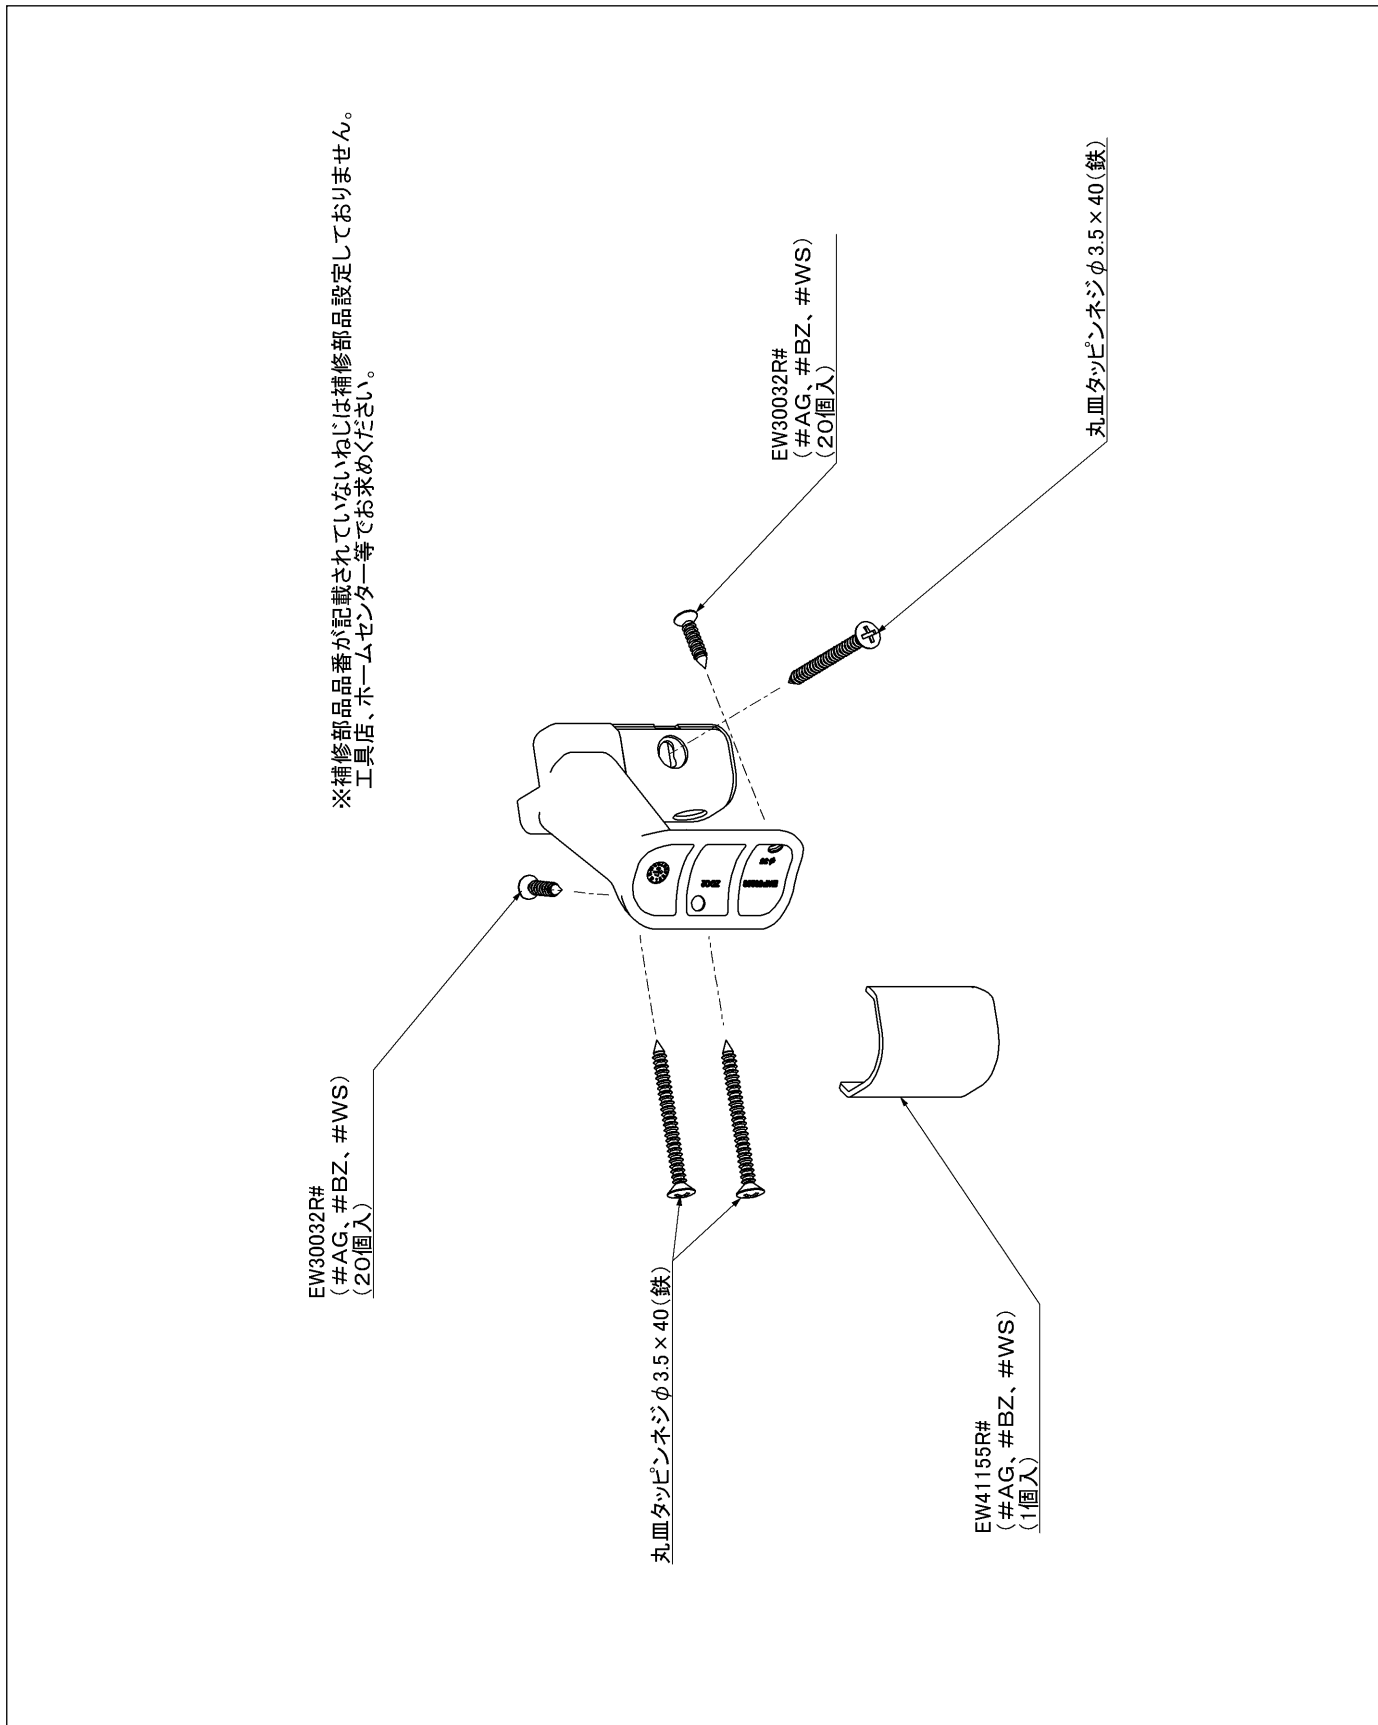 ※補修部品品番が記載されていないねじは補修部品設定しておりません。
工具店、ホームセンター等でお求めください。
EW30032R#
(#AG、#BZ、#WS)
(20個入)
EW30032R#
(#AG、#BZ、#WS)
(20個入)
丸皿タッピンネジφ3.5×40(鉄)
丸皿タッピンネジφ3.5×40(鉄)
EW41155R#
(#AG、#BZ、#WS)
(1個入)